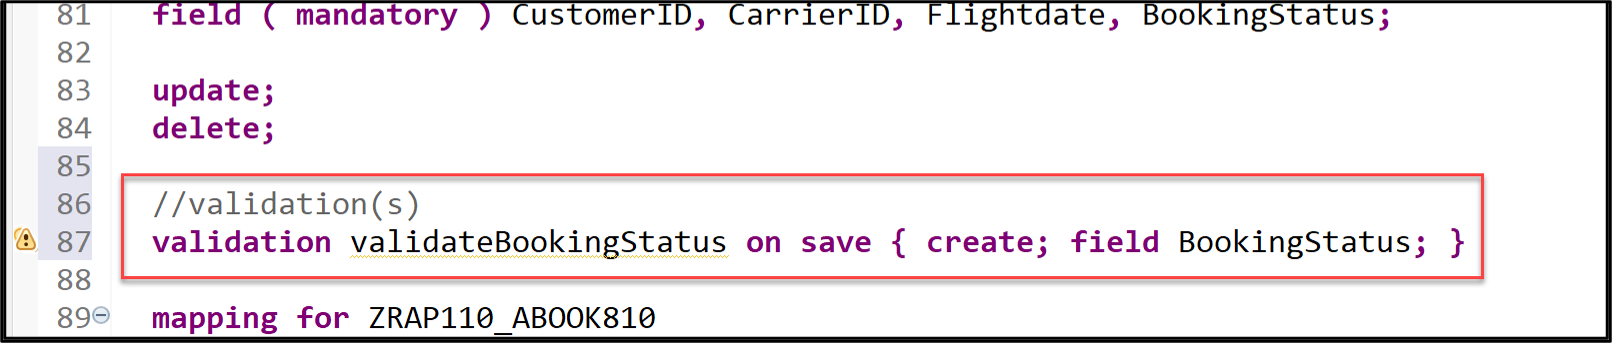 81 field ( mandatory ) CustomerID, CarrierID, Flightdate, BookingStatus;
82
83 update;
84 delete;
85
86 //validation(s)
87 validation validateBookingStatus on save { create; field BookingStatus; }
88
89 mapping for ZRAP110_ABOOK810